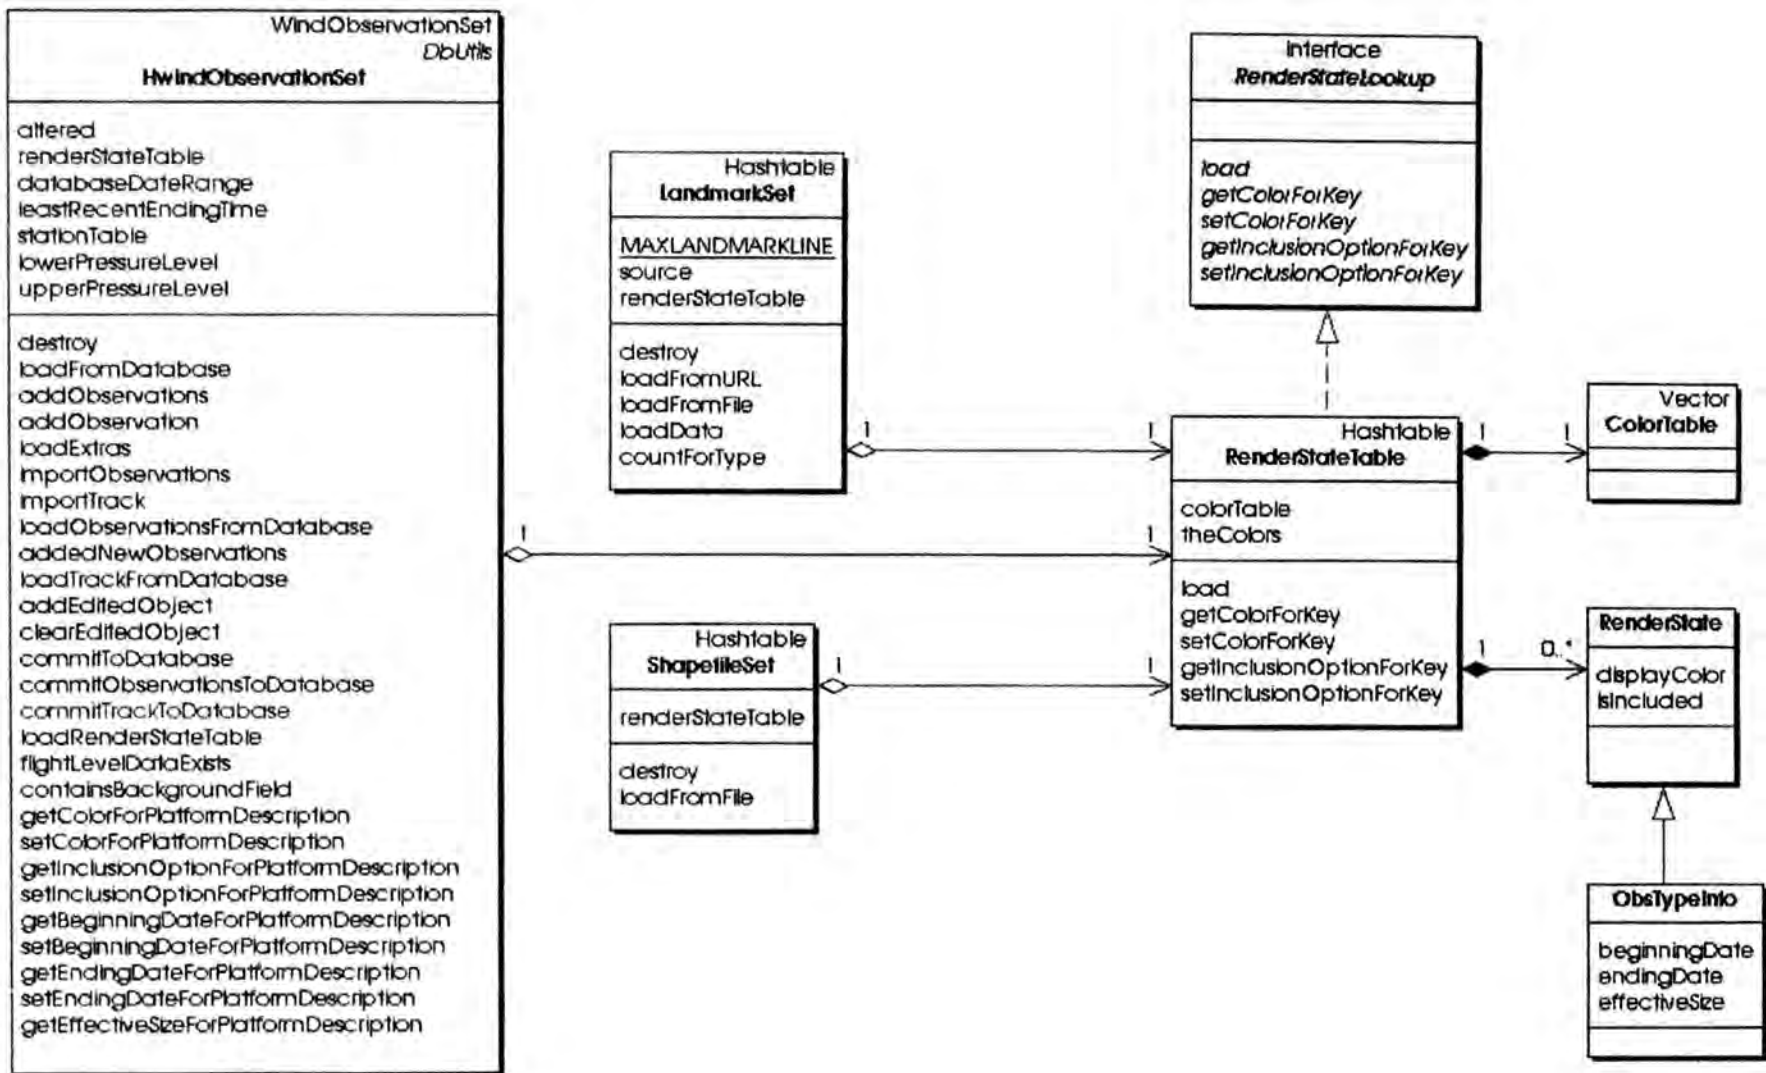 WindObservationSet
DbUtils
HwindObservationSet
altered
renderStateTable
databaseDateRange
leastRecentEndingTime
stationTable
lowerPressureLevel
upperPressureLevel
destroy
loadFromDatabase
addObservations
addObservation
loadExtras
importObservations
importTrack
loadObservationsFromDatabase
addedNewObservations
loadTrackFromDatabase
addEditedObject
clearEditedObject
commitToDatabase
commitObservationsToDatabase
commitTrackToDatabase
loadRenderStateTable
flightLevelDataExists
containsBackgroundField
getColorForPlatformDescription
setColorForPlatformDescription
getInclusionOptionForPlatformDescription
setInclusionOptionForPlatformDescription
getBeginningDateForPlatformDescription
setBeginningDateForPlatformDescription
getEndingDateForPlatformDescription
setEndingDateForPlatformDescription
getEffectiveSizeForPlatformDescription
Hashtable
LandmarkSet
MAXLANDMARKLINE
source
renderStateTable
destroy
loadFromURL
loadFromFile
loadData
countForType
1
1
1
1
Hashtable
ShapefileSet
renderStateTable
destroy
loadFromFile
1
1
Interface
RenderStateLookup
load
getColorForKey
setColorForKey
getInclusionOptionForKey
setInclusionOptionForKey
Hashtable
RenderStateTable
colorTable
theColors
load
getColorForKey
setColorForKey
getInclusionOptionForKey
setInclusionOptionForKey
1
1
Vector
ColorTable
1
0..*
RenderState
displayColor
isIncluded
ObsTypeInfo
beginningDate
endingDate
effectiveSize